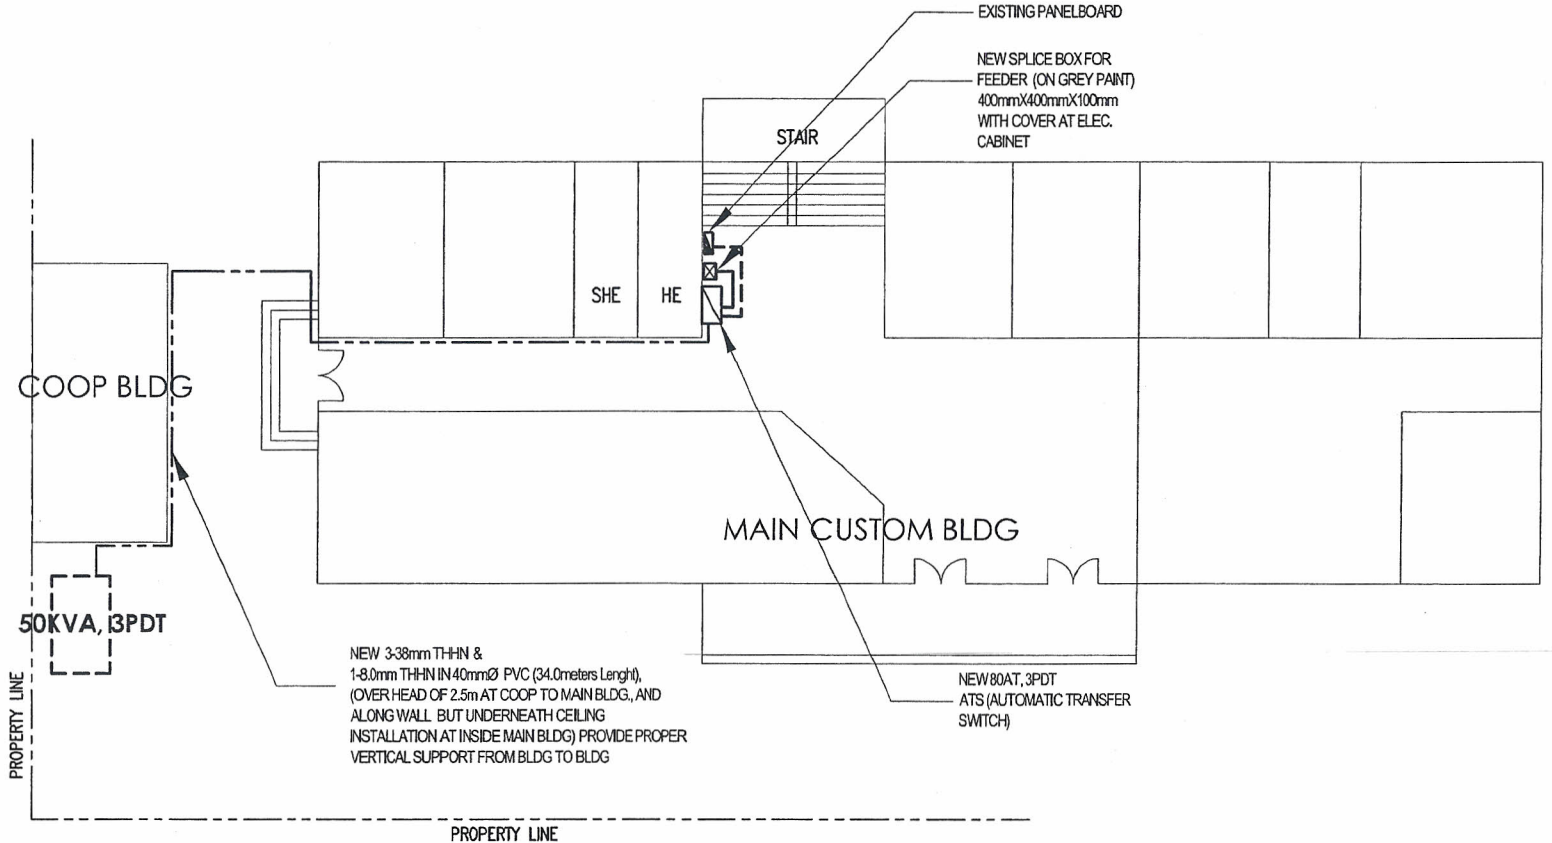 EXISTING PANELBOARD
NEW SPLICE BOX FOR
FEEDER (ON GREY PAINT)
400mmX400mmX100mm
WITH COVER AT ELEC.
CABINET
STAIR
SHE
HE
COOP BLDG
MAIN CUSTOM BLDG
50KVA, 3PDT
NEW 3-38mm THHN &
1-8.0mm THHN IN 40mmØ PVC (34.0meters Lenght),
(OVER HEAD OF 2.5m AT COOP TO MAIN BLDG., AND
ALONG WALL BUT UNDERNEATH CEILING
INSTALLATION AT INSIDE MAIN BLDG) PROVIDE PROPER
VERTICAL SUPPORT FROM BLDG TO BLDG
NEW 80AT, 3PDT
ATS (AUTOMATIC TRANSFER
SWITCH)
PROPERTY LINE
PROPERTY LINE